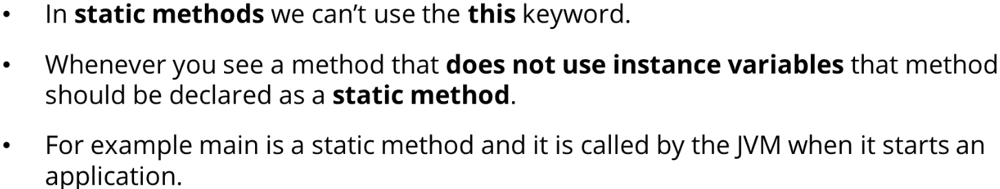 • In static methods we can’t use the this keyword.
• Whenever you see a method that does not use instance variables that method
should be declared as a static method.
• For example main is a static method and it is called by the JVM when it starts an
application.